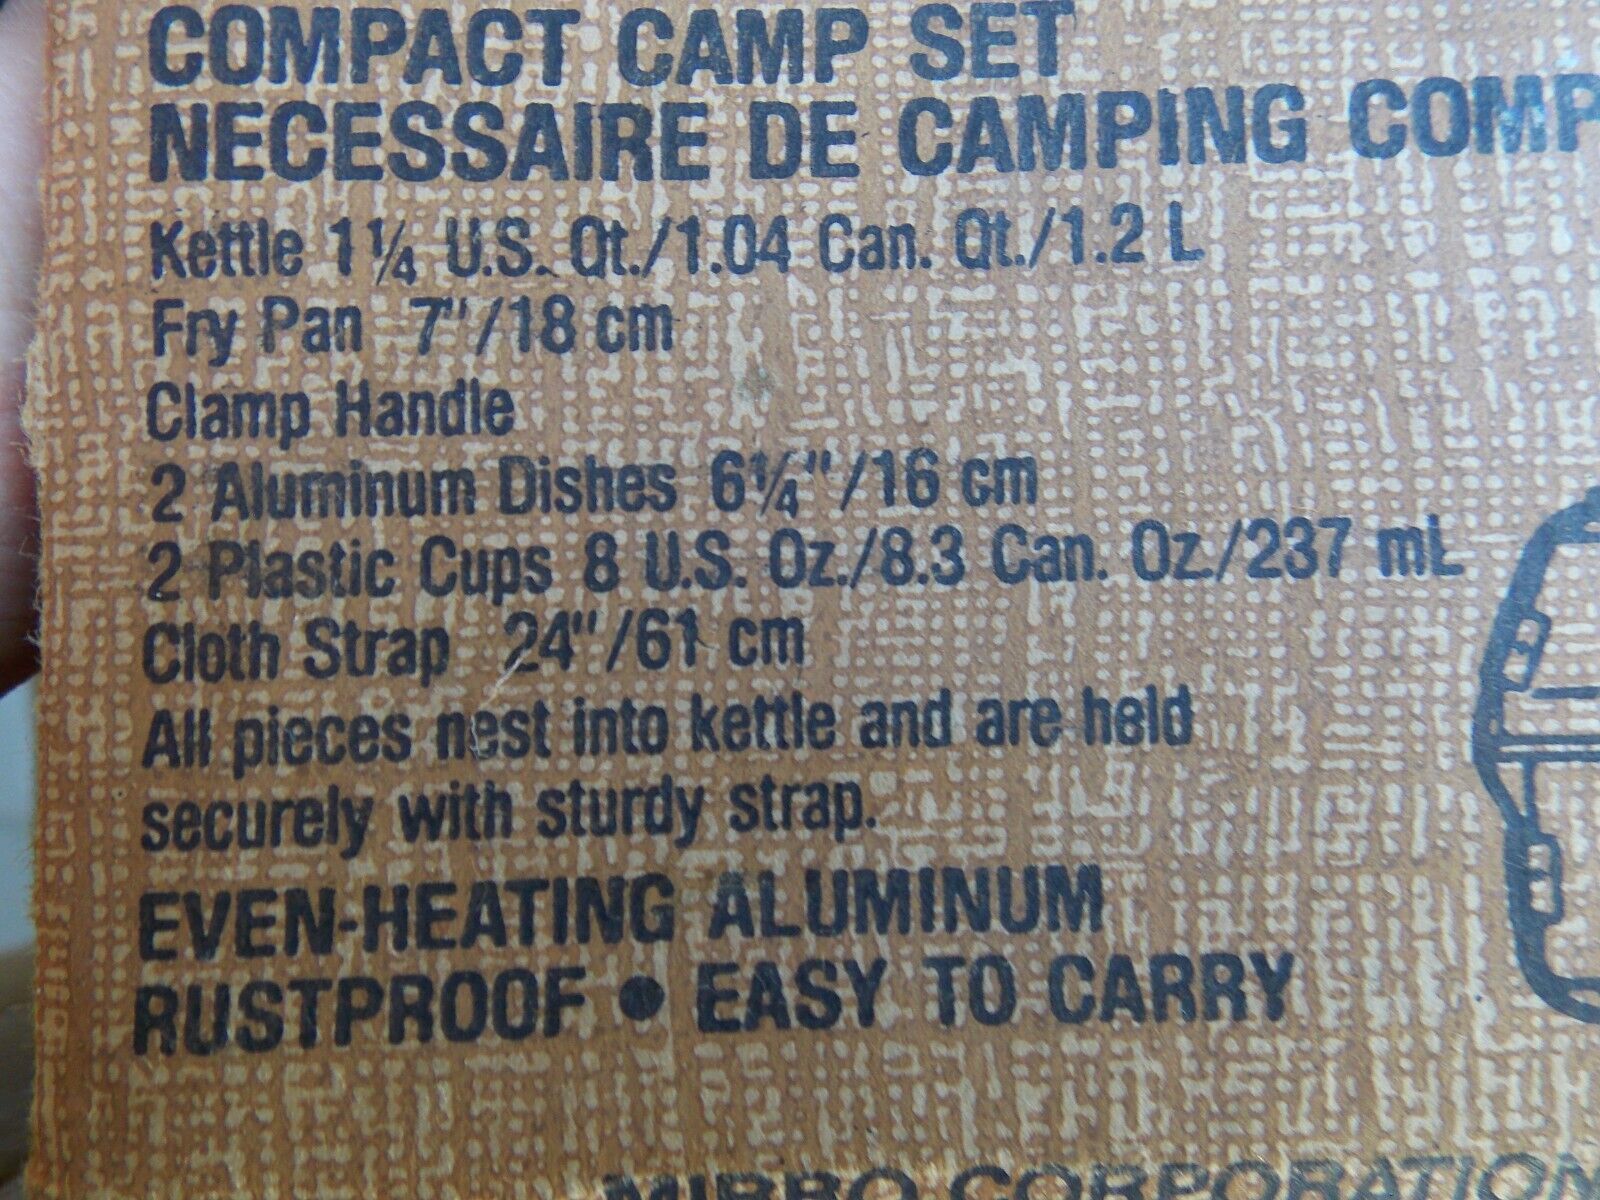 COMPACT CAMP SET
NECESSAIRE DE CAMPING COMP
Kettle 1¼ U.S. Qt./1.04 Can. Qt./1.2 L
Fry Pan 7"/18 cm
Clamp Handle
2 Aluminum Dishes 6¼"/16 cm
2 Plastic Cups 8 U.S. Oz./8.3 Can. Oz./237 mL
Cloth Strap 24"/61 cm
All pieces nest into kettle and are held
securely with sturdy strap.
EVEN-HEATING ALUMINUM
RUSTPROOF • EASY TO CARRY
MIRRO CORPORATION